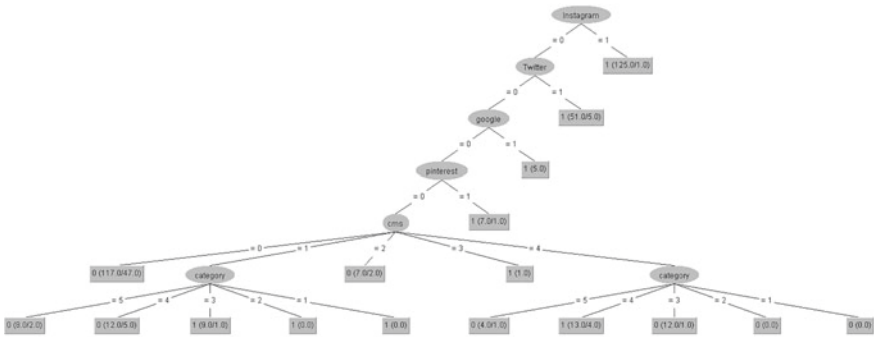 Instagram
= 0 = 1
Twitter 1 (125.0/1.0)
= 0 = 1
google 1 (51.0/5.0)
= 0 = 1
pinterest 1 (5.0)
= 0 = 1
cms 1 (7.0/1.0)
= 0 = 1 = 2 = 3 = 4
0 (117.0/47.0) category 0 (7.0/2.0) 1 (1.0) category
= 5 = 4 = 3 = 2 = 1 = 5 = 4 = 3 = 2 = 1
0 (9.0/2.0) 0 (12.0/5.0) 1 (9.0/1.0) 1 (0.0) 1 (0.0) 0 (4.0/1.0) 1 (13.0/4.0) 0 (12.0/1.0) 0 (0.0) 0 (0.0)